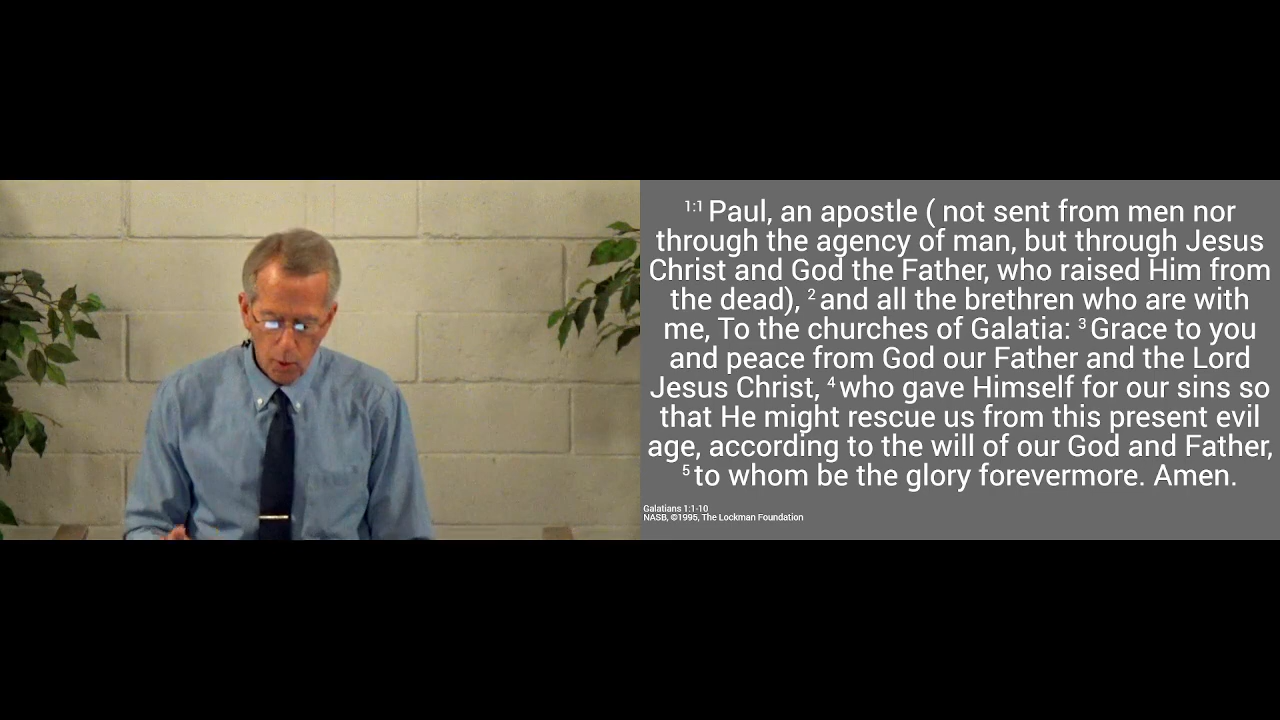 1:1 Paul, an apostle ( not sent from men nor
through the agency of man, but through Jesus
Christ and God the Father, who raised Him from
the dead), 2 and all the brethren who are with
me, To the churches of Galatia: 3 Grace to you
and peace from God our Father and the Lord
Jesus Christ, 4 who gave Himself for our sins so
that He might rescue us from this present evil
age, according to the will of our God and Father,
5 to whom be the glory forevermore. Amen.
Galatians 1:1-10
NASB, ©1995, The Lockman Foundation